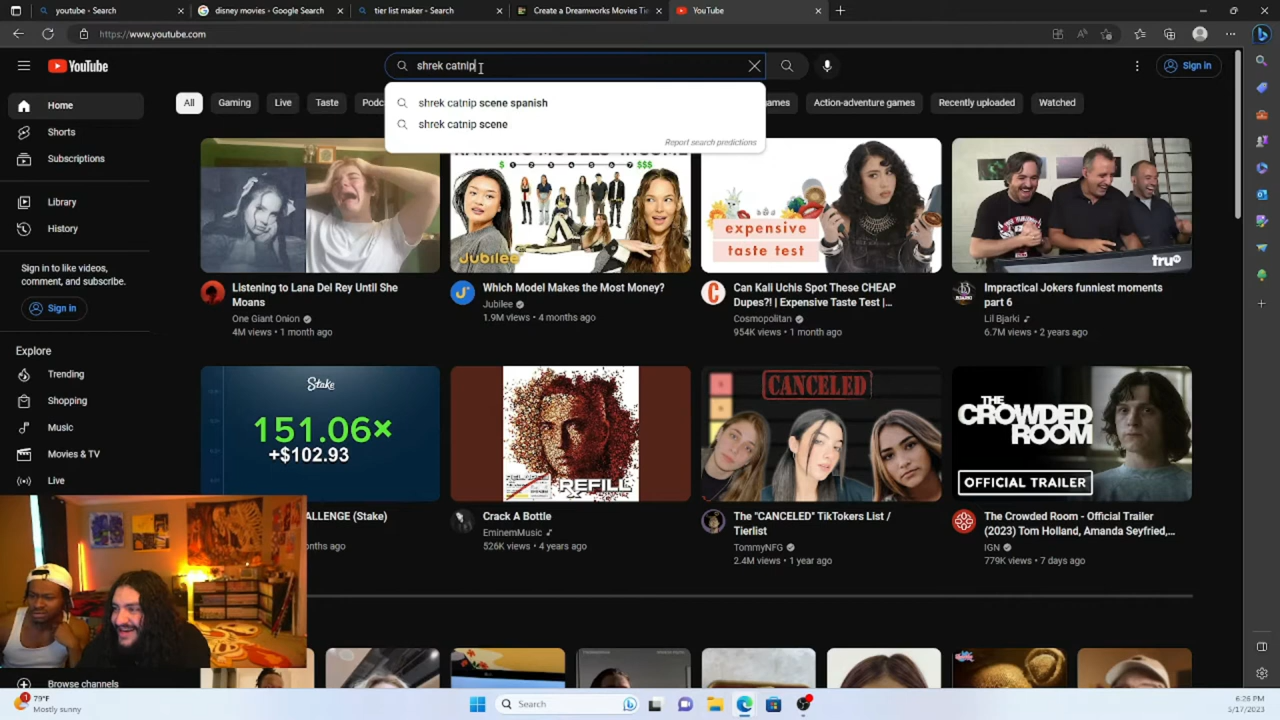 youtube - Search
disney movies - Google Search
tier list maker - Search
Create a Dreamworks Movies Tie
YouTube
https://www.youtube.com
YouTube
shrek catnip
Sign in
shrek catnip scene spanish
shrek catnip scene
Report search predictions
Home
Shorts
Subscriptions
Library
History
Sign in to like videos,
comment, and subscribe.
Sign in
Explore
Trending
Shopping
Music
Movies & TV
Live
Browse channels
All
Gaming
Live
Taste
Podc
ames
Action-adventure games
Recently uploaded
Watched
$ $$$
Jubilee
expensive
taste test
tru
Listening to Lana Del Rey Until She
Moans
One Giant Onion
4M views • 1 month ago
Which Model Makes the Most Money?
Jubilee
1.9M views • 4 months ago
Can Kali Uchis Spot These CHEAP
Dupes?! | Expensive Taste Test |...
Cosmopolitan
954K views • 1 month ago
Impractical Jokers funniest moments
part 6
Lil Bjarki
6.7M views • 2 years ago
Stake
151.06×
+$102.93
REFILL
CANCELED
THE
CROWDED
ROOM
OFFICIAL TRAILER
ALLENGE (Stake)
onths ago
Crack A Bottle
EminemMusic
526K views • 4 years ago
The "CANCELED" TikTokers List /
Tierlist
TommyNFG
2.4M views • 1 year ago
The Crowded Room - Official Trailer
(2023) Tom Holland, Amanda Seyfried,...
IGN
779K views • 7 days ago
1
79°F
Mostly sunny
Search
6:26 PM
5/17/2023